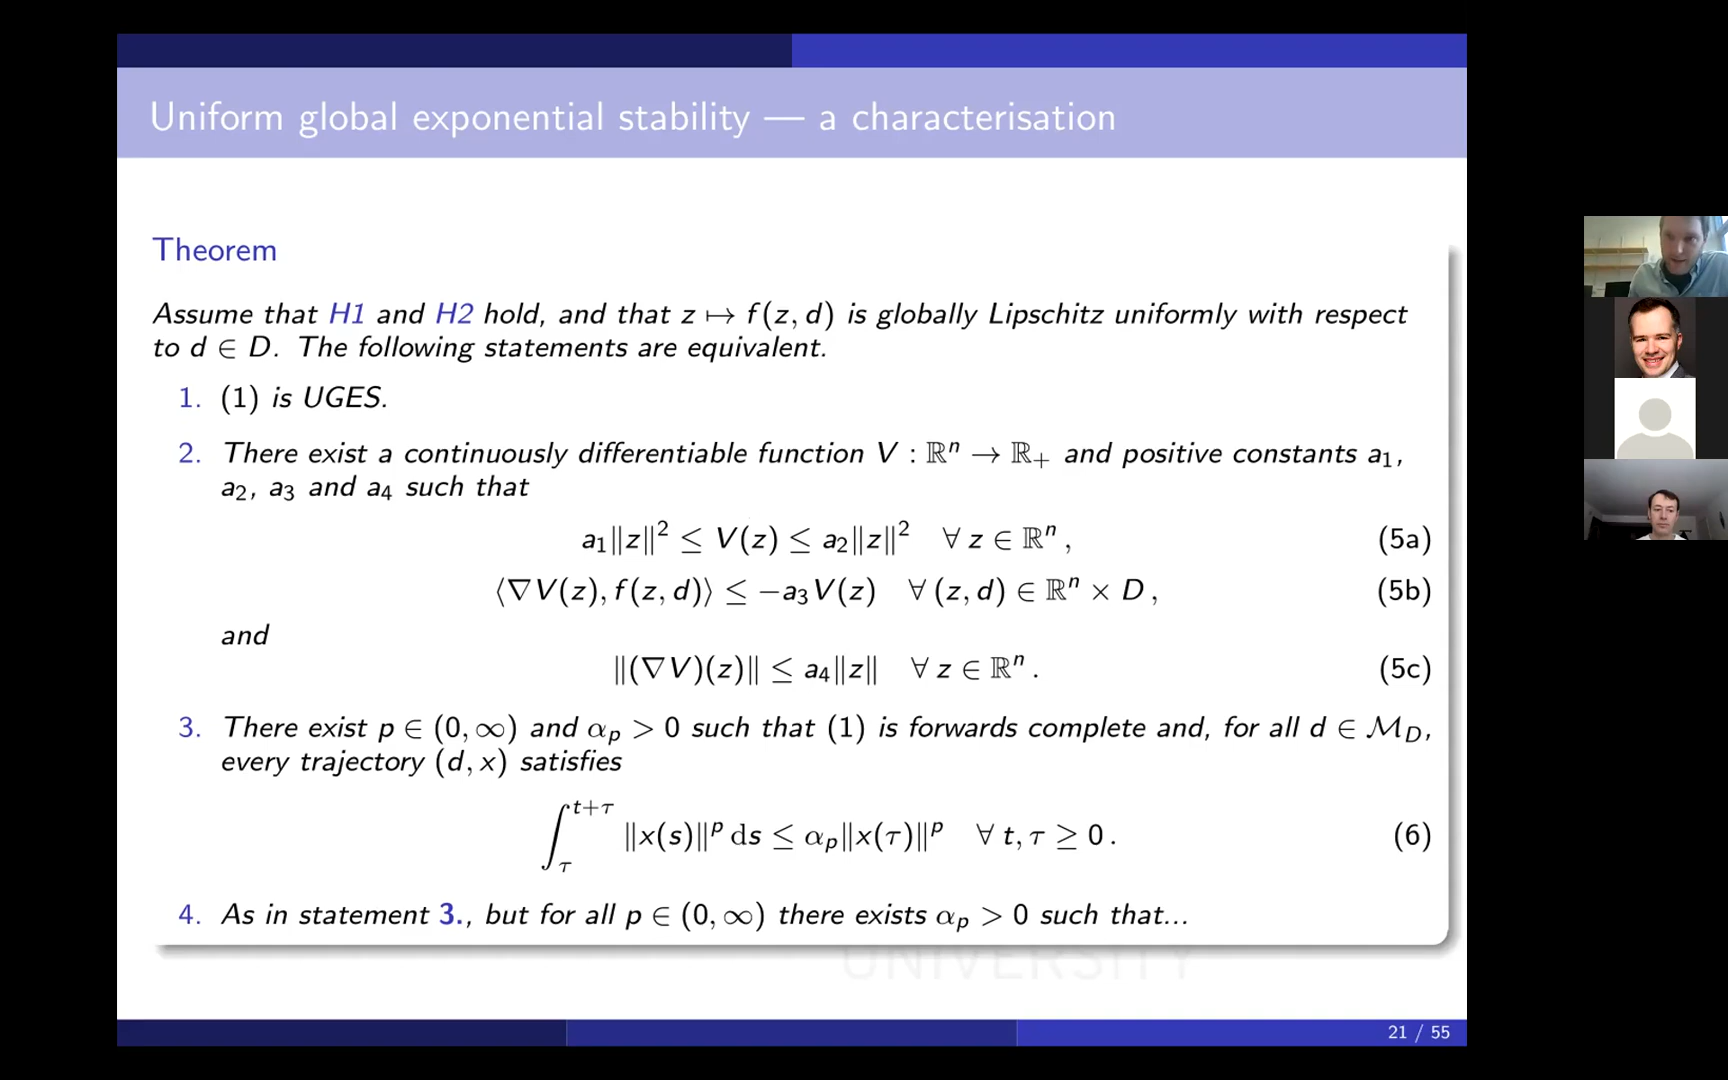 Uniform global exponential stability — a characterisation
Theorem
Assume that H1 and H2 hold, and that z ↦ f(z, d) is globally Lipschitz uniformly with respect
to d ∈ D. The following statements are equivalent.
1. (1) is UGES.
2. There exist a continuously differentiable function V : ℝⁿ → ℝ₊ and positive constants a₁,
a₂, a₃ and a₄ such that
a₁‖z‖² ≤ V(z) ≤ a₂‖z‖² ∀ z ∈ ℝⁿ , (5a)
⟨∇V(z), f(z, d)⟩ ≤ −a₃V(z) ∀ (z, d) ∈ ℝⁿ × D , (5b)
and
‖(∇V)(z)‖ ≤ a₄‖z‖ ∀ z ∈ ℝⁿ . (5c)
3. There exist p ∈ (0, ∞) and αₚ > 0 such that (1) is forwards complete and, for all d ∈ ℳ_D,
every trajectory (d, x) satisfies
∫_τ^{t+τ} ‖x(s)‖ᵖ ds ≤ αₚ‖x(τ)‖ᵖ ∀ t, τ ≥ 0 . (6)
4. As in statement 3., but for all p ∈ (0, ∞) there exists αₚ > 0 such that...
UNIVERSITY
21 / 55